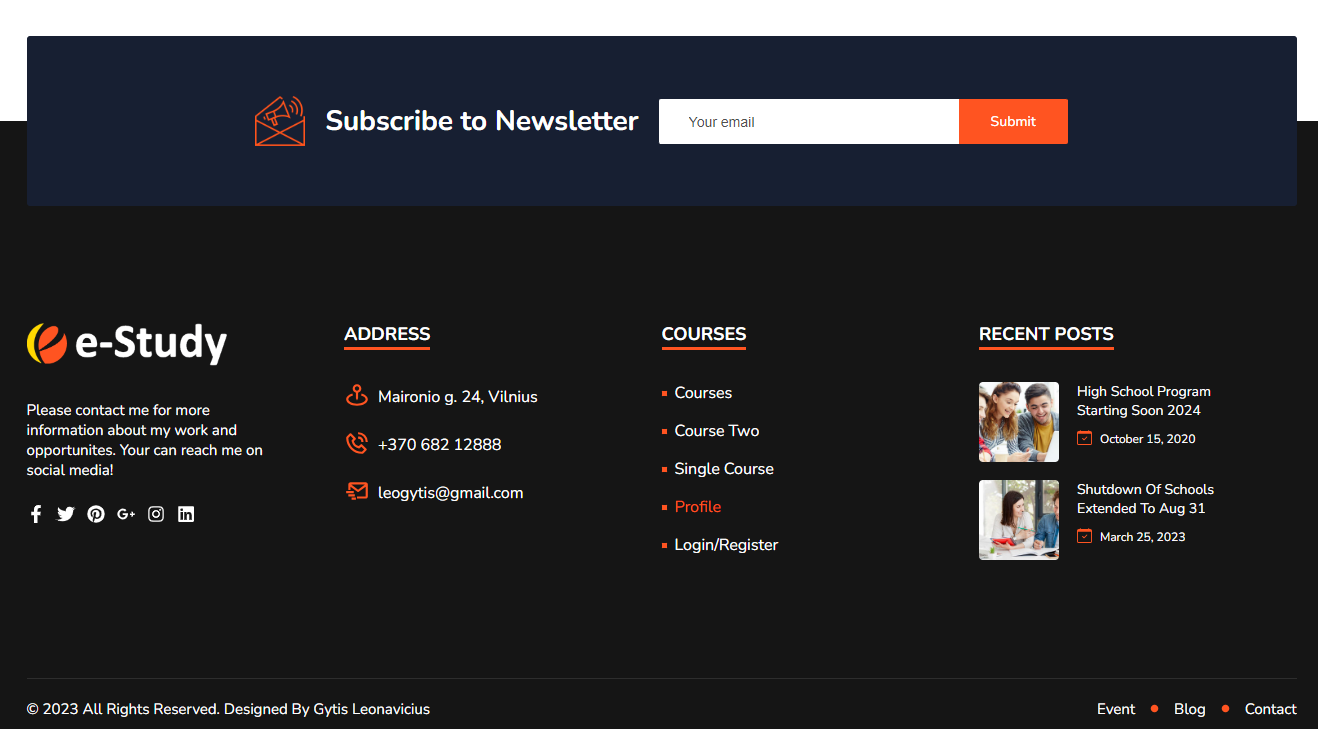 Subscribe to Newsletter
Your email
Submit
e-Study
Please contact me for more
information about my work and
opportunites. Your can reach me on
social media!
ADDRESS
Maironio g. 24, Vilnius
+370 682 12888
leogytis@gmail.com
COURSES
Courses
Course Two
Single Course
Profile
Login/Register
RECENT POSTS
High School Program
Starting Soon 2024
October 15, 2020
Shutdown Of Schools
Extended To Aug 31
March 25, 2023
© 2023 All Rights Reserved. Designed By Gytis Leonavicius
Event • Blog • Contact